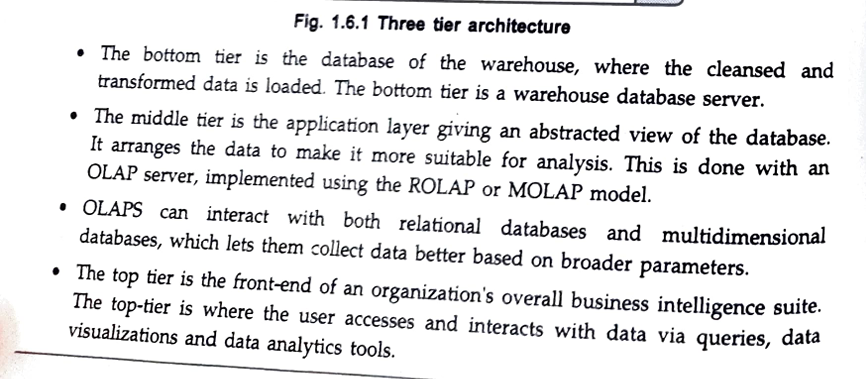 Fig. 1.6.1 Three tier architecture
• The bottom tier is the database of the warehouse, where the cleansed and
transformed data is loaded. The bottom tier is a warehouse database server.
• The middle tier is the application layer giving an abstracted view of the database.
It arranges the data to make it more suitable for analysis. This is done with an
OLAP server, implemented using the ROLAP or MOLAP model.
• OLAPS can interact with both relational databases and multidimensional
databases, which lets them collect data better based on broader parameters.
• The top tier is the front-end of an organization's overall business intelligence suite.
The top-tier is where the user accesses and interacts with data via queries, data
visualizations and data analytics tools.